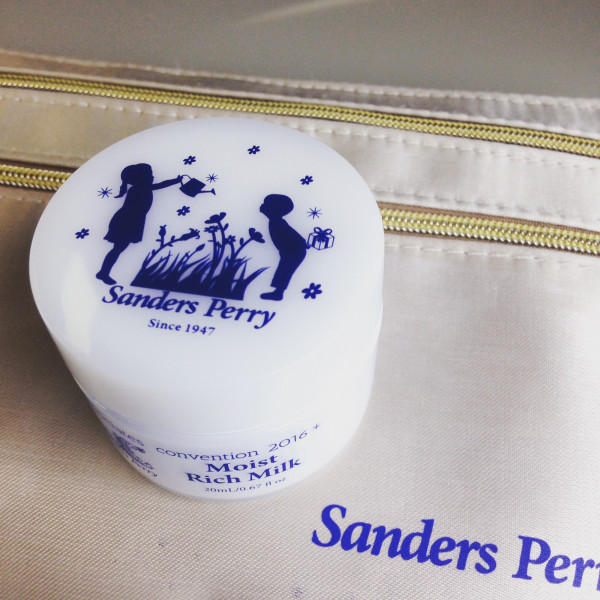 Sanders Perry
Since 1947
convention 2016 *
Moist
Rich Milk
20mL/0.67 fl oz
Sanders Perr